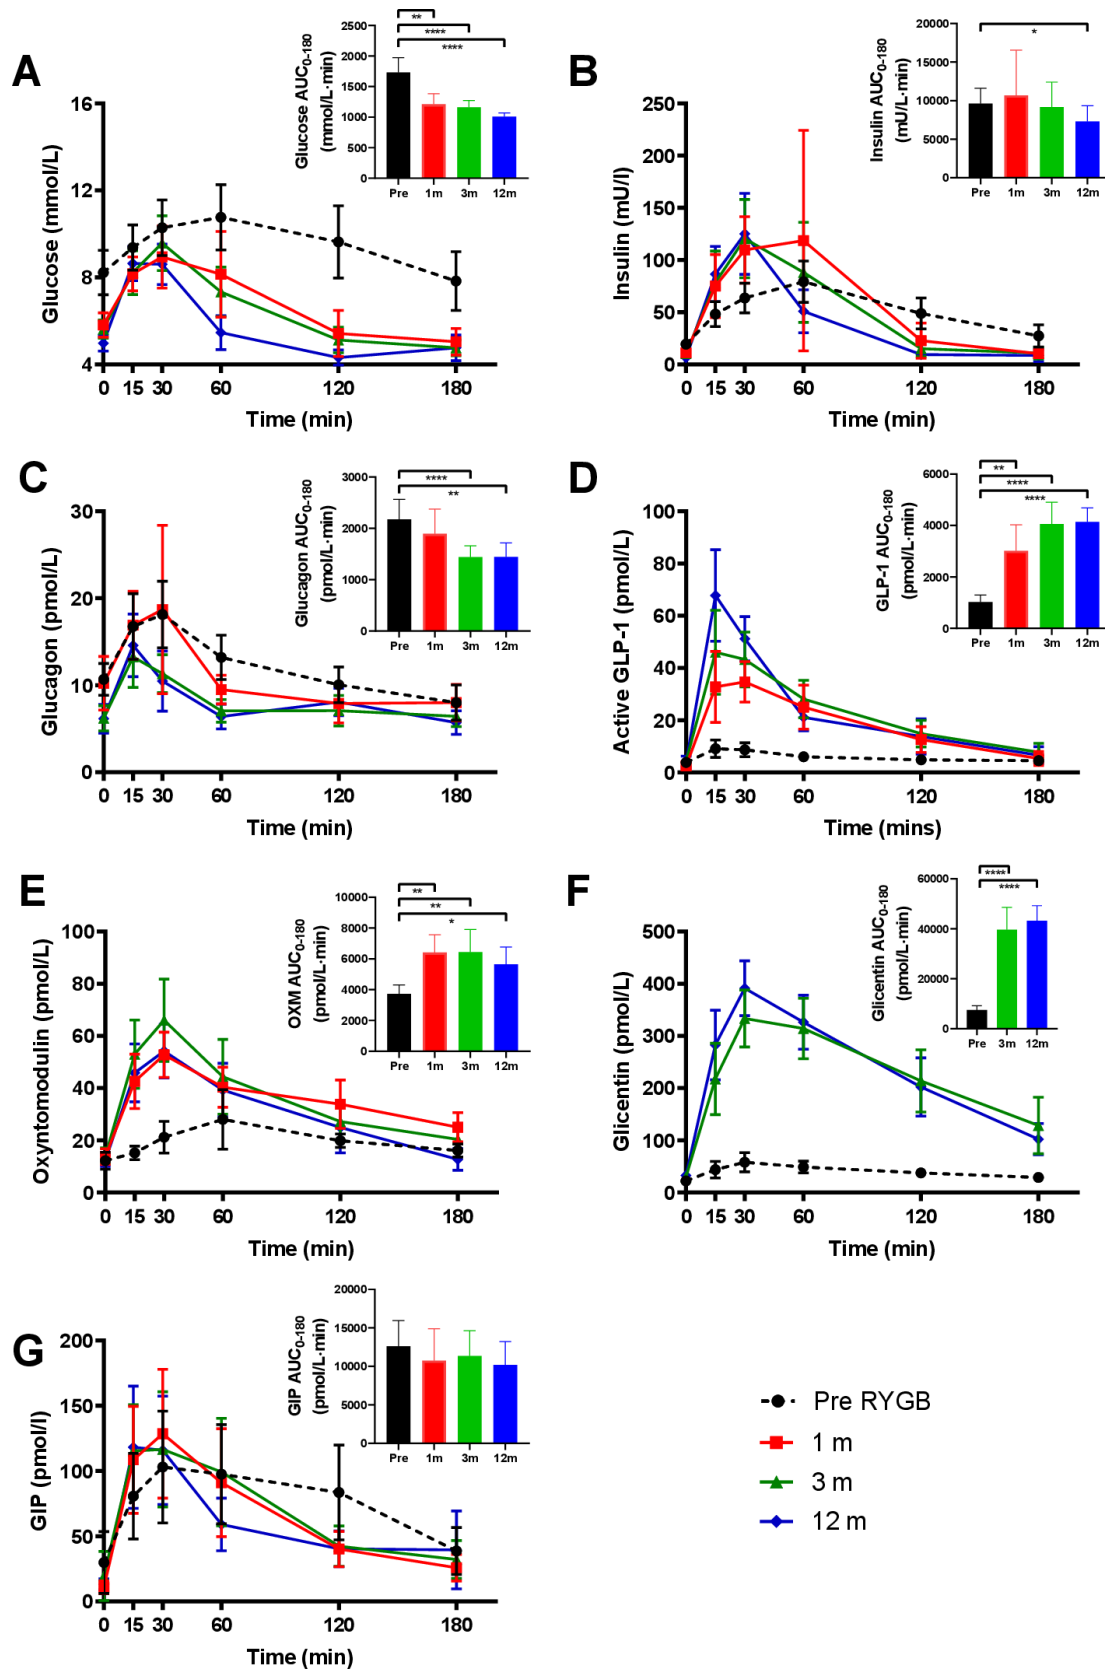 A
Glucose (mmol/L)
16
12
8
4
0 15 30 60 120 180
Time (min)
Glucose AUC0-180
(mmol/L·min)
2500
2000
1500
1000
500
0
**
****
****
Pre 1m 3m 12m
B
Insulin (mU/l)
250
200
150
100
50
0
0 15 30 60 120 180
Time (min)
Insulin AUC0-180
(mU/L·min)
20000
15000
10000
5000
0
*
Pre 1m 3m 12m
C
Glucagon (pmol/L)
30
20
10
0
0 15 30 60 120 180
Time (min)
Glucagon AUC0-180
(pmol/L·min)
3000
2000
1000
0
****
**
Pre 1m 3m 12m
D
Active GLP-1 (pmol/L)
100
80
60
40
20
0
0 15 30 60 120 180
Time (mins)
GLP-1 AUC0-180
(pmol/L·min)
6000
4000
2000
0
**
****
****
Pre 1m 3m 12m
E
Oxyntomodulin (pmol/L)
100
80
60
40
20
0
0 15 30 60 120 180
Time (min)
OXM AUC0-180
(pmol/L·min)
10000
8000
6000
4000
2000
0
**
**
*
Pre 1m 3m 12m
F
Glicentin (pmol/L)
500
400
300
200
100
0
0 15 30 60 120 180
Time (min)
Glicentin AUC0-180
(pmol/L·min)
60000
40000
20000
0
****
****
Pre 3m 12m
G
GIP (pmol/l)
200
150
100
50
0
0 15 30 60 120 180
Time (min)
GIP AUC0-180
(pmol/L·min)
20000
15000
10000
5000
0
Pre 1m 3m 12m
Pre RYGB
1 m
3 m
12 m